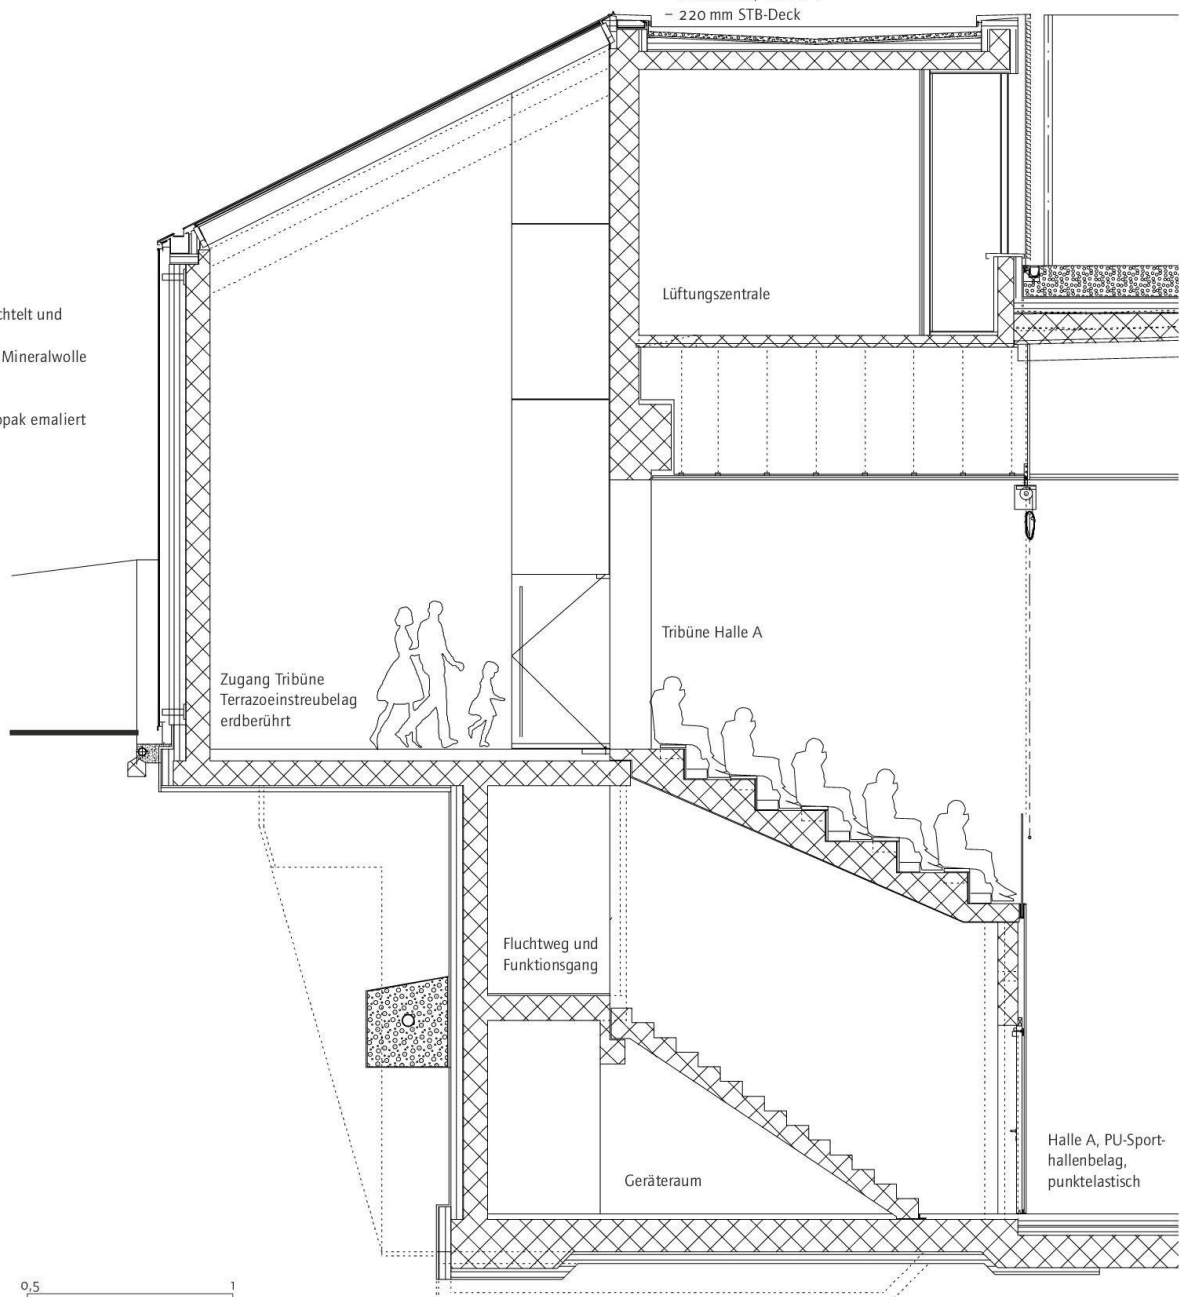 – 220 mm STB-Deck
Lüftungszentrale
chtelt und
Mineralwolle
opak emaliert
Tribüne Halle A
Zugang Tribüne
Terrazoeinstreubelag
erdberührt
Fluchtweg und
Funktionsgang
Geräteraum
Halle A, PU-Sport-
hallenbelag,
punktelastisch
0,5 1